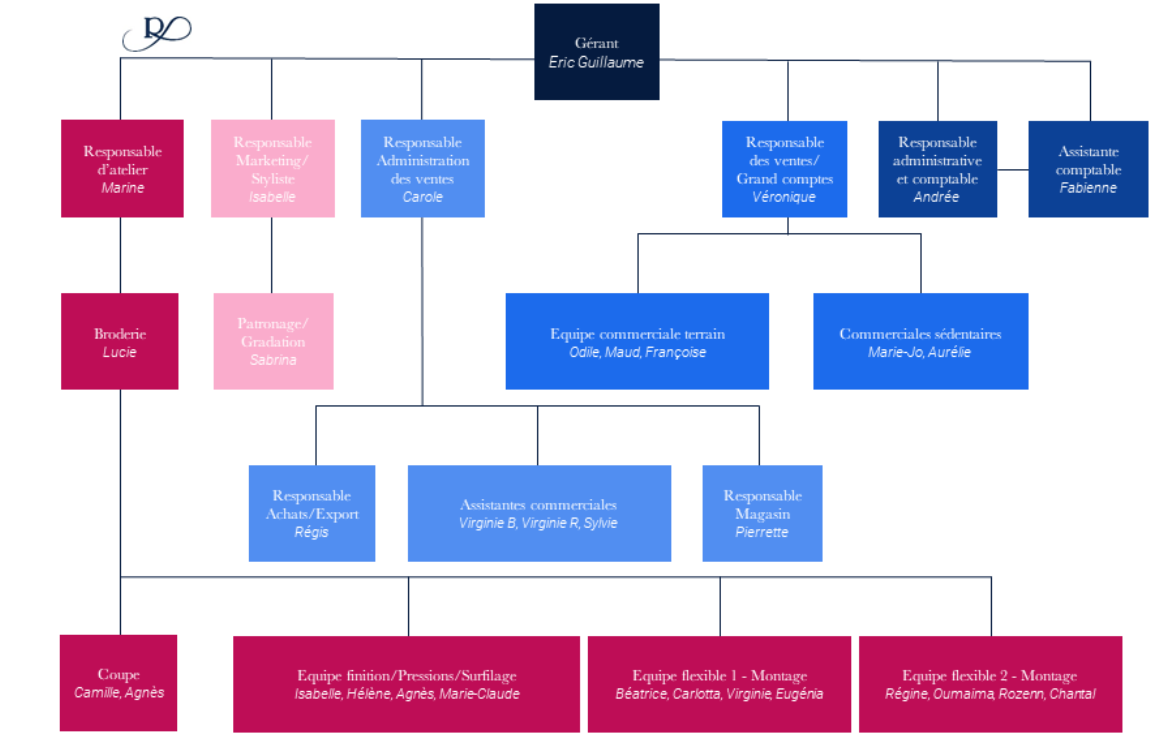 Gérant
Eric Guillaume
Responsable
d'atelier
Marine
Responsable
Marketing/
Styliste
Isabelle
Responsable
Administration
des ventes
Carole
Responsable
des ventes/
Grand comptes
Véronique
Responsable
administrative
et comptable
Andrée
Assistante
comptable
Fabienne
Broderie
Lucie
Patronage/
Gradation
Sabrina
Equipe commerciale terrain
Odile, Maud, Françoise
Commerciales sédentaires
Marie-Jo, Aurélie
Responsable
Achats/Export
Régis
Assistantes commerciales
Virginie B, Virginie R, Sylvie
Responsable
Magasin
Pierrette
Coupe
Camille, Agnès
Equipe finition/Pressions/Surfilage
Isabelle, Hélène, Agnès, Marie-Claude
Equipe flexible 1 - Montage
Béatrice, Carlotta, Virginie, Eugénia
Equipe flexible 2 - Montage
Régine, Oumaima, Rozenn, Chantal